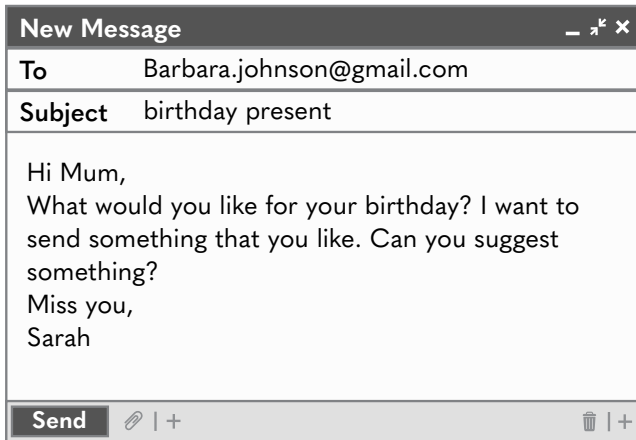 New Message
To Barbara.johnson@gmail.com
Subject birthday present
Hi Mum,
What would you like for your birthday? I want to
send something that you like. Can you suggest
something?
Miss you,
Sarah
Send